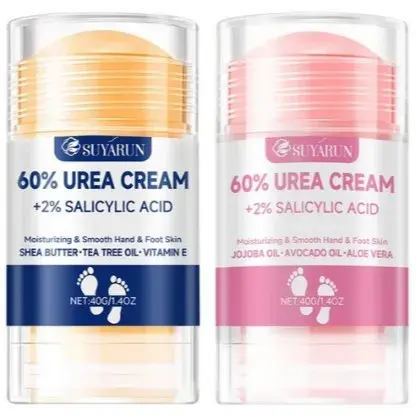 SUYARUN
60% UREA CREAM
+2% SALICYLIC ACID
Moisturizing & Smooth Hand & Foot Skin
SHEA BUTTER·TEA TREE OIL·VITAMIN E
NET:40G/1.4OZ
SUYARUN
60% UREA CREAM
+2% SALICYLIC ACID
Moisturizing & Smooth Hand & Foot Skin
JOJOBA OIL·AVOCADO OIL·ALOE VERA
NET:40G/1.4OZ